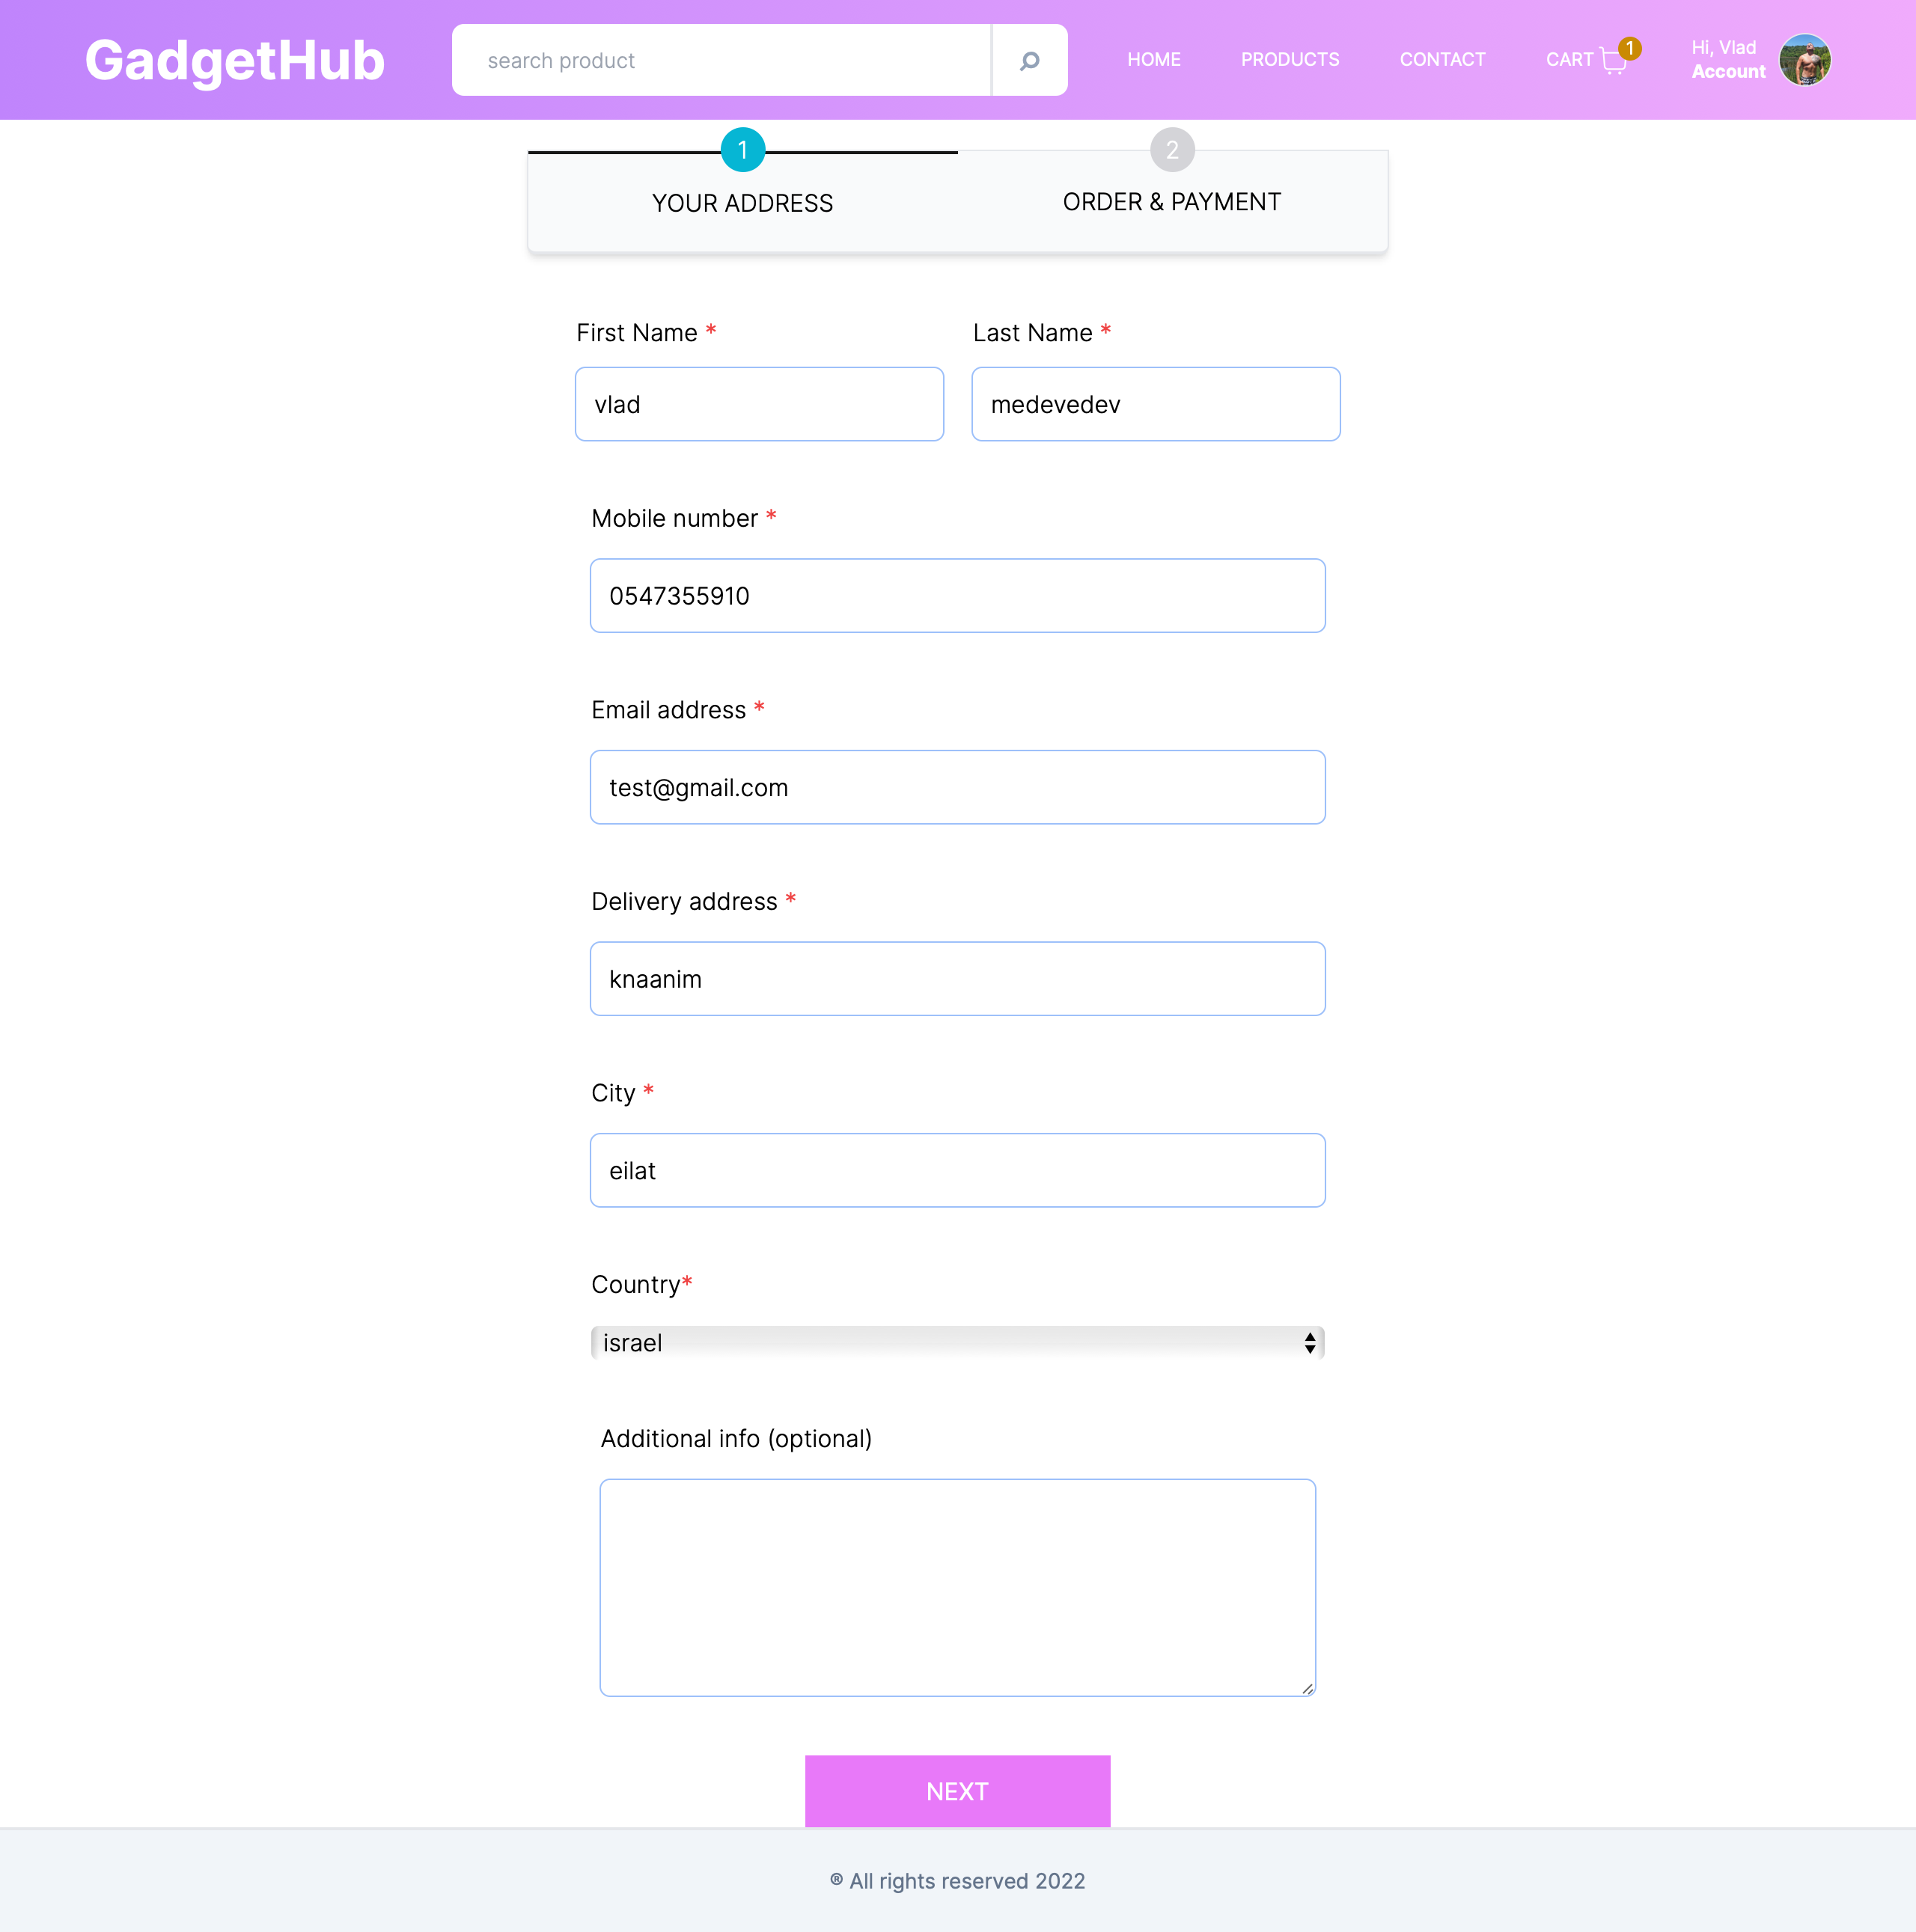 GadgetHub
search product
HOME
PRODUCTS
CONTACT
CART
1
Hi, Vlad
Account
1
YOUR ADDRESS
2
ORDER & PAYMENT
First Name *
Last Name *
vlad
medevedev
Mobile number *
0547355910
Email address *
test@gmail.com
Delivery address *
knaanim
City *
eilat
Country*
israel
Additional info (optional)
NEXT
® All rights reserved 2022